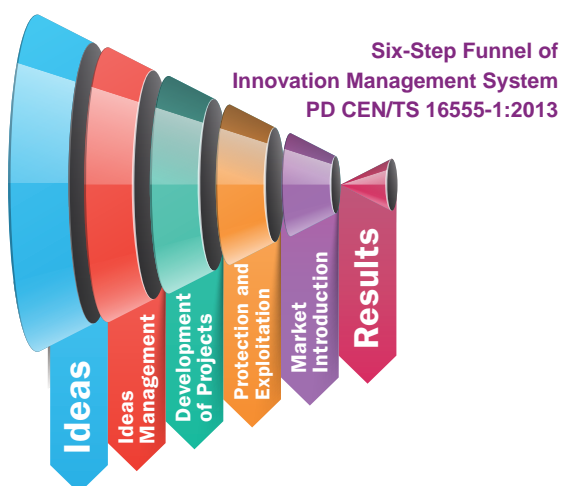 Six-Step Funnel of
Innovation Management System
PD CEN/TS 16555-1:2013
Ideas
Ideas
Management
Development
of Projects
Protection and
Exploitation
Market
Introduction
Results